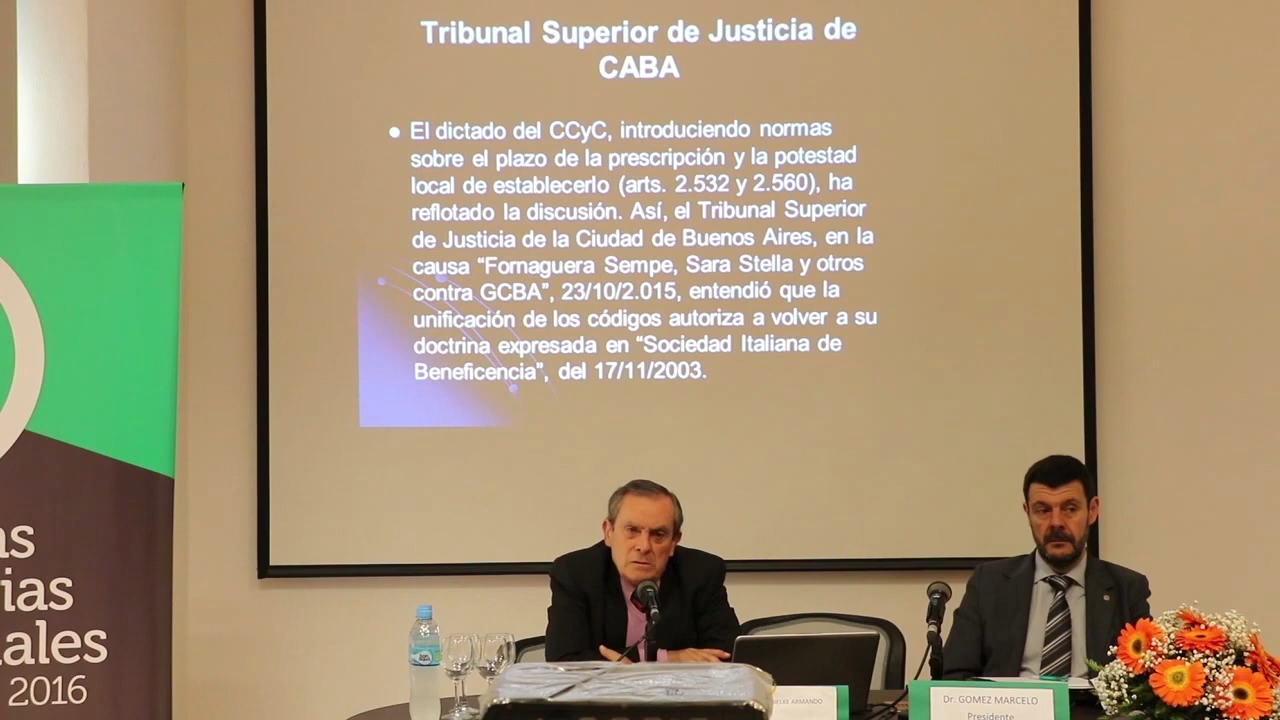 Tribunal Superior de Justicia de
CABA
● El dictado del CCyC, introduciendo normas
sobre el plazo de la prescripción y la potestad
local de establecerlo (arts. 2.532 y 2.560), ha
reflotado la discusión. Así, el Tribunal Superior
de Justicia de la Ciudad de Buenos Aires, en la
causa “Fornaguera Sempe, Sara Stella y otros
contra GCBA”, 23/10/2.015, entendió que la
unificación de los códigos autoriza a volver a su
doctrina expresada en “Sociedad Italiana de
Beneficencia”, del 17/11/2003.
as
ias
ales
2016
ARMANDO
Dr. GOMEZ MARCELO
Presidente